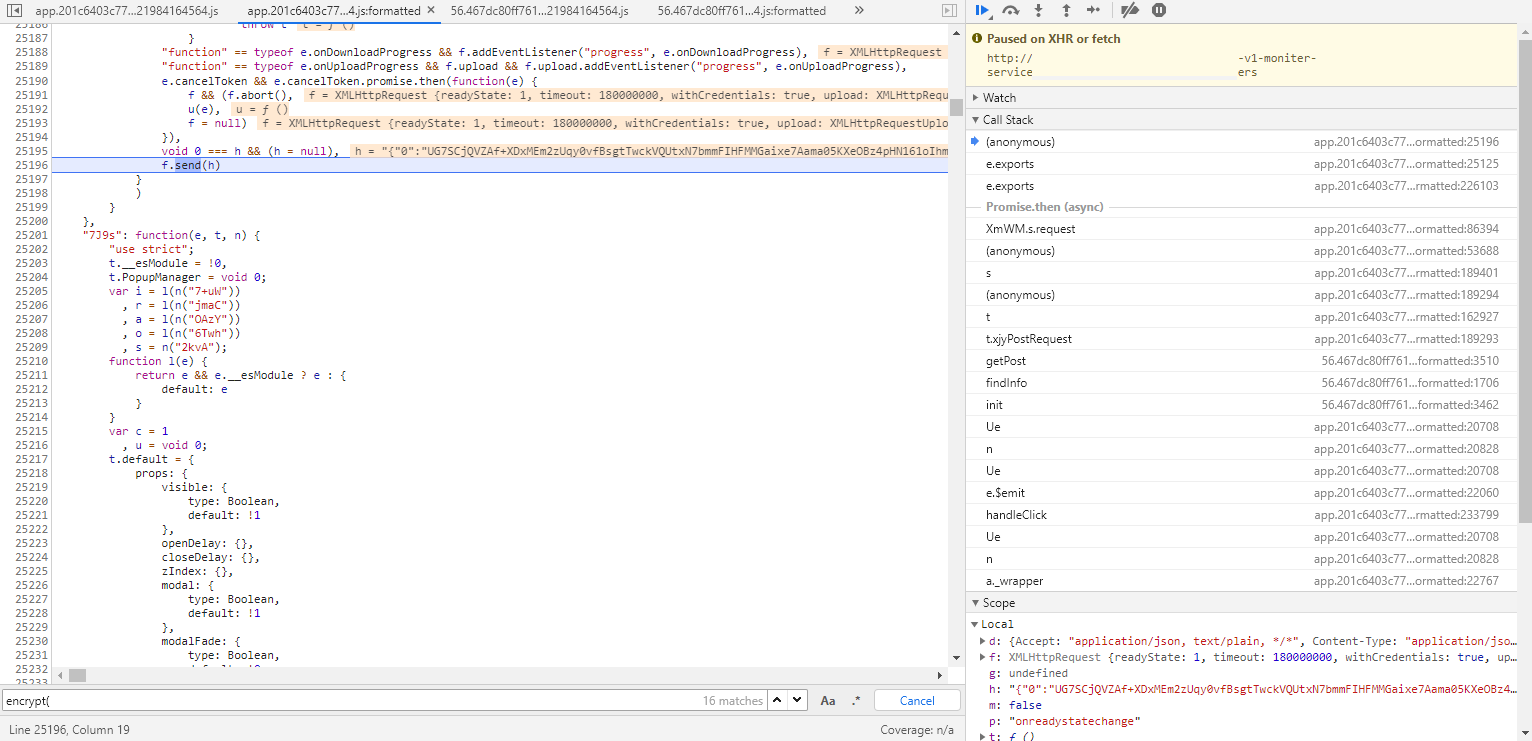 app.201c6403c77...21984164564.js
app.201c6403c77...4.js:formatted ×
56.467dc80ff761...21984164564.js
56.467dc80ff761...4.js:formatted
»
25186 throw t t = ƒ ()
25187 }
25188 "function" == typeof e.onDownloadProgress && f.addEventListener("progress", e.onDownloadProgress), f = XMLHttpRequest
25189 "function" == typeof e.onUploadProgress && f.upload && f.upload.addEventListener("progress", e.onUploadProgress),
25190 e.cancelToken && e.cancelToken.promise.then(function(e) {
25191 f && (f.abort(), f = XMLHttpRequest {readyState: 1, timeout: 180000000, withCredentials: true, upload: XMLHttpRequ
25192 u(e), u = ƒ ()
25193 f = null) f = XMLHttpRequest {readyState: 1, timeout: 180000000, withCredentials: true, upload: XMLHttpRequestUplo
25194 }),
25195 void 0 === h && (h = null), h = "{"0":"UG7SCjQVZAf+XDxMEm2zUqy0vfBsgtTwckVQUtxN7bmmFIHFMMGaixe7Aama05KXeOBz4pHN161oIhm
25196 f.send(h)
25197 }
25198 )
25199 }
25200 },
25201 "7J9s": function(e, t, n) {
25202 "use strict";
25203 t.__esModule = !0,
25204 t.PopupManager = void 0;
25205 var i = l(n("7+uW"))
25206 , r = l(n("jmaC"))
25207 , a = l(n("OAzY"))
25208 , o = l(n("6Twh"))
25209 , s = n("2kvA");
25210 function l(e) {
25211 return e && e.__esModule ? e : {
25212 default: e
25213 }
25214 }
25215 var c = 1
25216 , u = void 0;
25217 t.default = {
25218 props: {
25219 visible: {
25220 type: Boolean,
25221 default: !1
25222 },
25223 openDelay: {},
25224 closeDelay: {},
25225 zIndex: {},
25226 modal: {
25227 type: Boolean,
25228 default: !1
25229 },
25230 modalFade: {
25231 type: Boolean,
25232
25233
encrypt(
16 matches
Aa
.*
Cancel
Line 25196, Column 19
Coverage: n/a
Paused on XHR or fetch
http:// -v1-moniter-
service ers
Watch
Call Stack
(anonymous) app.201c6403c77...ormatted:25196
e.exports app.201c6403c77...ormatted:25125
e.exports app.201c6403c77...rmatted:226103
Promise.then (async)
XmWM.s.request app.201c6403c77...ormatted:86394
(anonymous) app.201c6403c77...ormatted:53688
s app.201c6403c77...rmatted:189401
(anonymous) app.201c6403c77...rmatted:189294
t app.201c6403c77...rmatted:162927
t.xjyPostRequest app.201c6403c77...rmatted:189293
getPost 56.467dc80ff761...formatted:3510
findInfo 56.467dc80ff761...formatted:1706
init 56.467dc80ff761...formatted:3462
Ue app.201c6403c77...ormatted:20708
n app.201c6403c77...ormatted:20828
Ue app.201c6403c77...ormatted:20708
e.$emit app.201c6403c77...ormatted:22060
handleClick app.201c6403c77...rmatted:233799
Ue app.201c6403c77...ormatted:20708
n app.201c6403c77...ormatted:20828
a._wrapper app.201c6403c77...ormatted:22767
Scope
Local
d: {Accept: "application/json, text/plain, */*", Content-Type: "application/jso…
f: XMLHttpRequest {readyState: 1, timeout: 180000000, withCredentials: true, up…
g: undefined
h: "{"0":"UG7SCjQVZAf+XDxMEm2zUqy0vfBsgtTwckVQUtxN7bmmFIHFMMGaixe7Aama05KXeOBz4…
m: false
p: "onreadystatechange"
t: ƒ ()